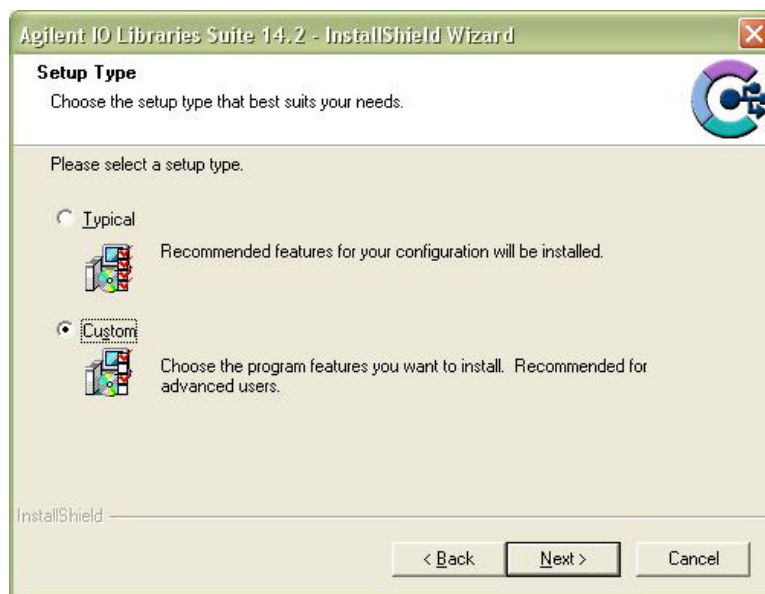 Agilent IO Libraries Suite 14.2 - InstallShield Wizard
Setup Type
Choose the setup type that best suits your needs.
Please select a setup type.
Typical
Recommended features for your configuration will be installed.
Custom
Choose the program features you want to install. Recommended for
advanced users.
InstallShield
< Back
Next >
Cancel